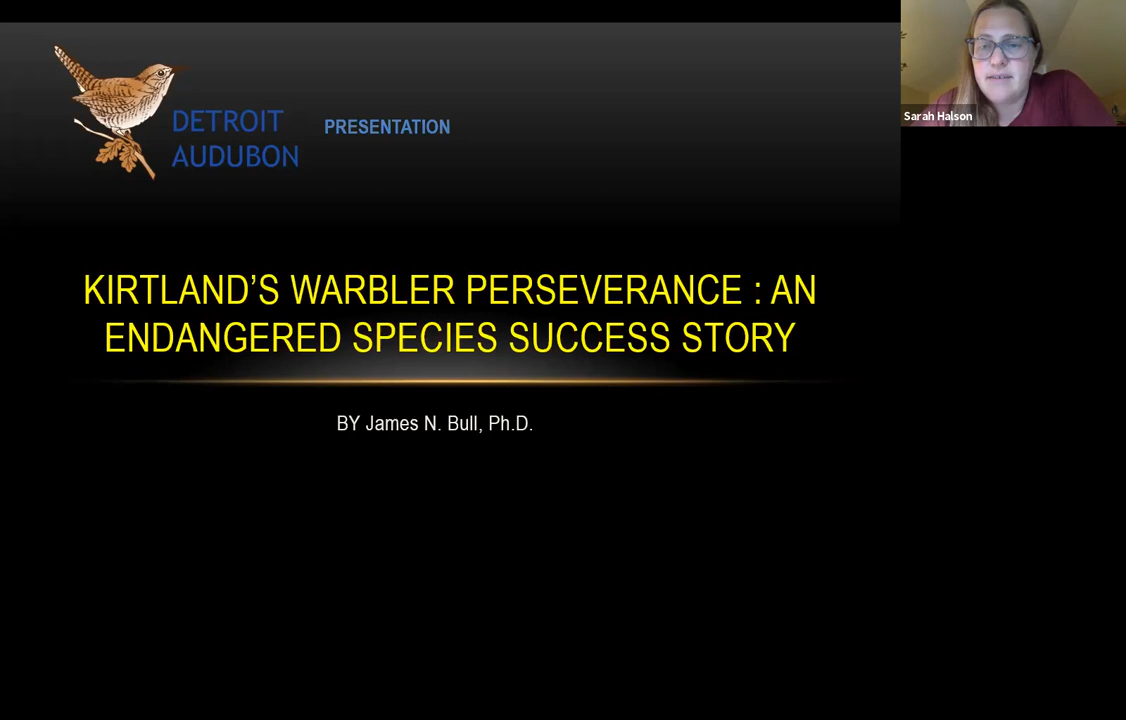 DETROIT
AUDUBON
PRESENTATION
Sarah Halson
KIRTLAND’S WARBLER PERSEVERANCE : AN
ENDANGERED SPECIES SUCCESS STORY
BY James N. Bull, Ph.D.